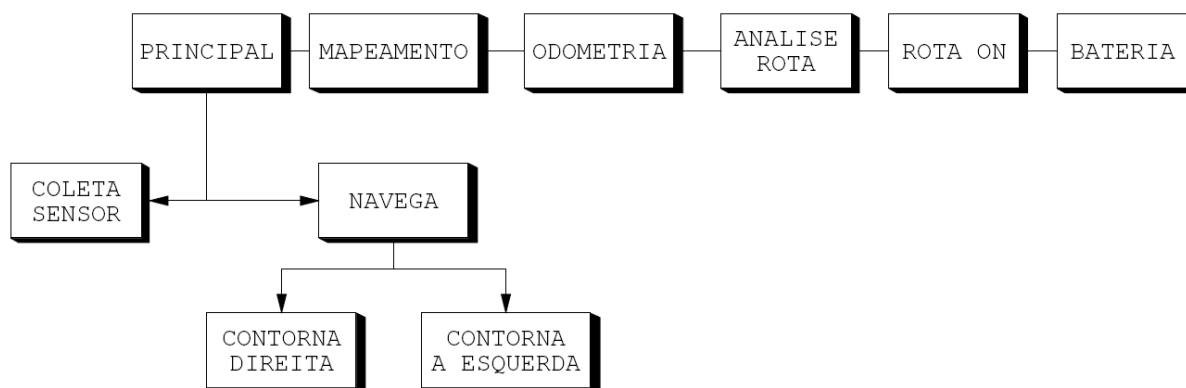 PRINCIPAL
MAPEAMENTO
ODOMETRIA
ANALISE
ROTA
ROTA ON
BATERIA
COLETA
SENSOR
NAVEGA
CONTORNA
DIREITA
CONTORNA
A ESQUERDA